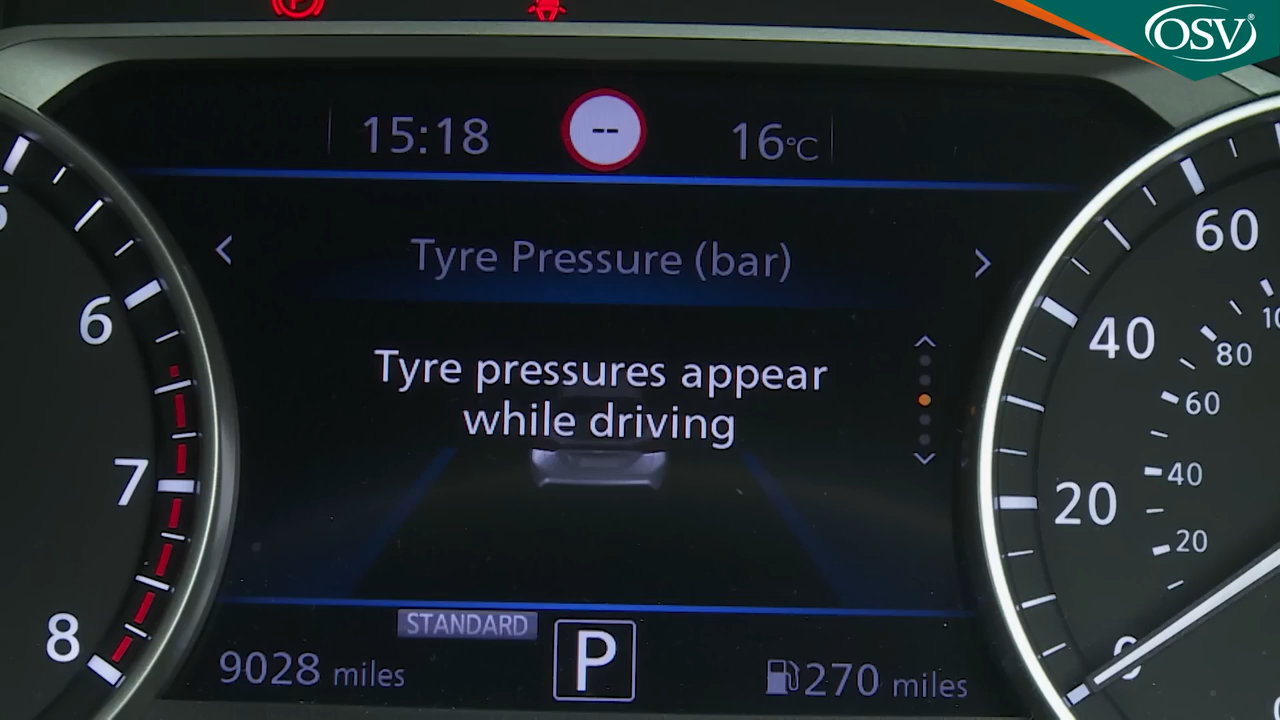 OSV
15:18
--
16°C
Tyre Pressure (bar)
Tyre pressures appear
while driving
STANDARD
P
9028 miles
270 miles
6
7
8
60
40
20
0
80
60
40
20